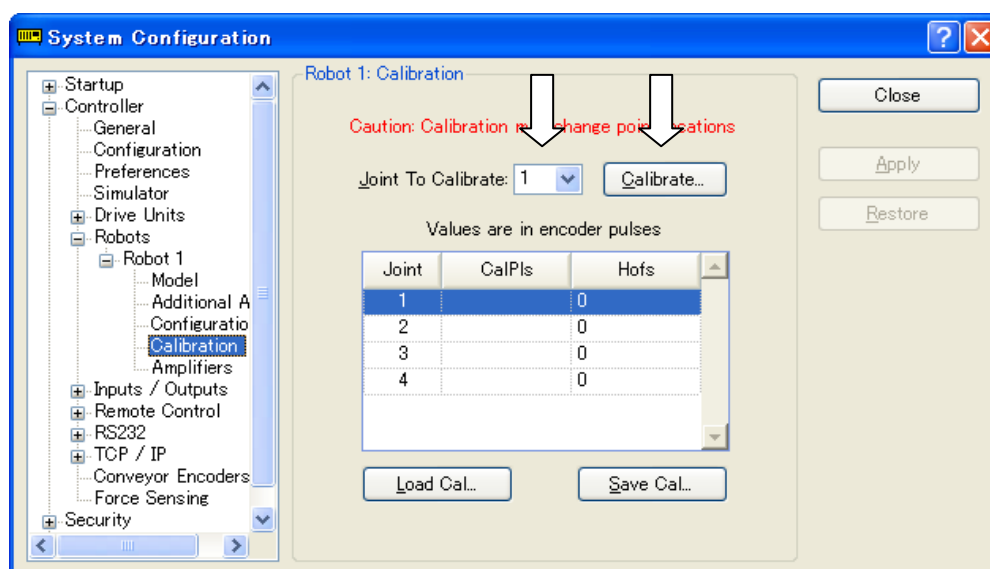 System Configuration
Startup
Controller
General
Configuration
Preferences
Simulator
Drive Units
Robots
Robot 1
Model
Additional A
Configuratio
Calibration
Amplifiers
Inputs / Outputs
Remote Control
RS232
TCP / IP
Conveyor Encoders
Force Sensing
Security
Robot 1: Calibration
Caution: Calibration m hange poin ations
Joint To Calibrate: 1 Calibrate...
Values are in encoder pulses
Joint CalPls Hofs
1 0
2 0
3 0
4 0
Load Cal... Save Cal...
Close
Apply
Restore